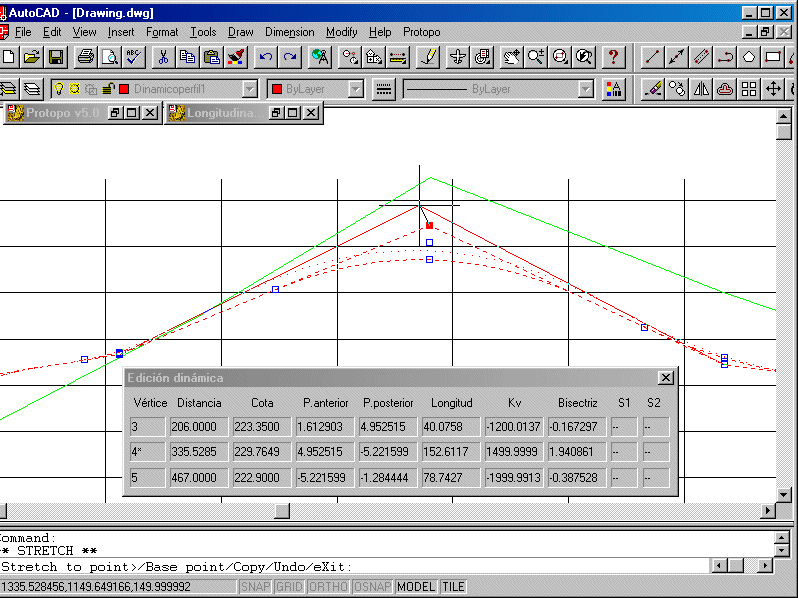 AutoCAD - [Drawing.dwg]
File Edit View Insert Format Tools Draw Dimension Modify Help Protopo
ABC
Dinamicoperfil1 ByLayer ByLayer
Protopo v5.0 Longitudina...
Edición dinámica
Vértice Distancia Cota P.anterior P.posterior Longitud Kv Bisectriz S1 S2
3 206.0000 223.3500 1.612903 4.952515 40.0758 -1200.0137 -0.167297 -- --
4* 335.5285 229.7649 4.952515 -5.221599 152.6117 1499.9999 1.940861 -- --
5 467.0000 222.9000 -5.221599 -1.284444 78.7427 -1999.9913 -0.387528 -- --
ommand:
* STRETCH **
Stretch to point>/Base point/Copy/Undo/eXit:
1335.528456,1149.649166,149.999992 SNAP GRID ORTHO OSNAP MODEL TILE